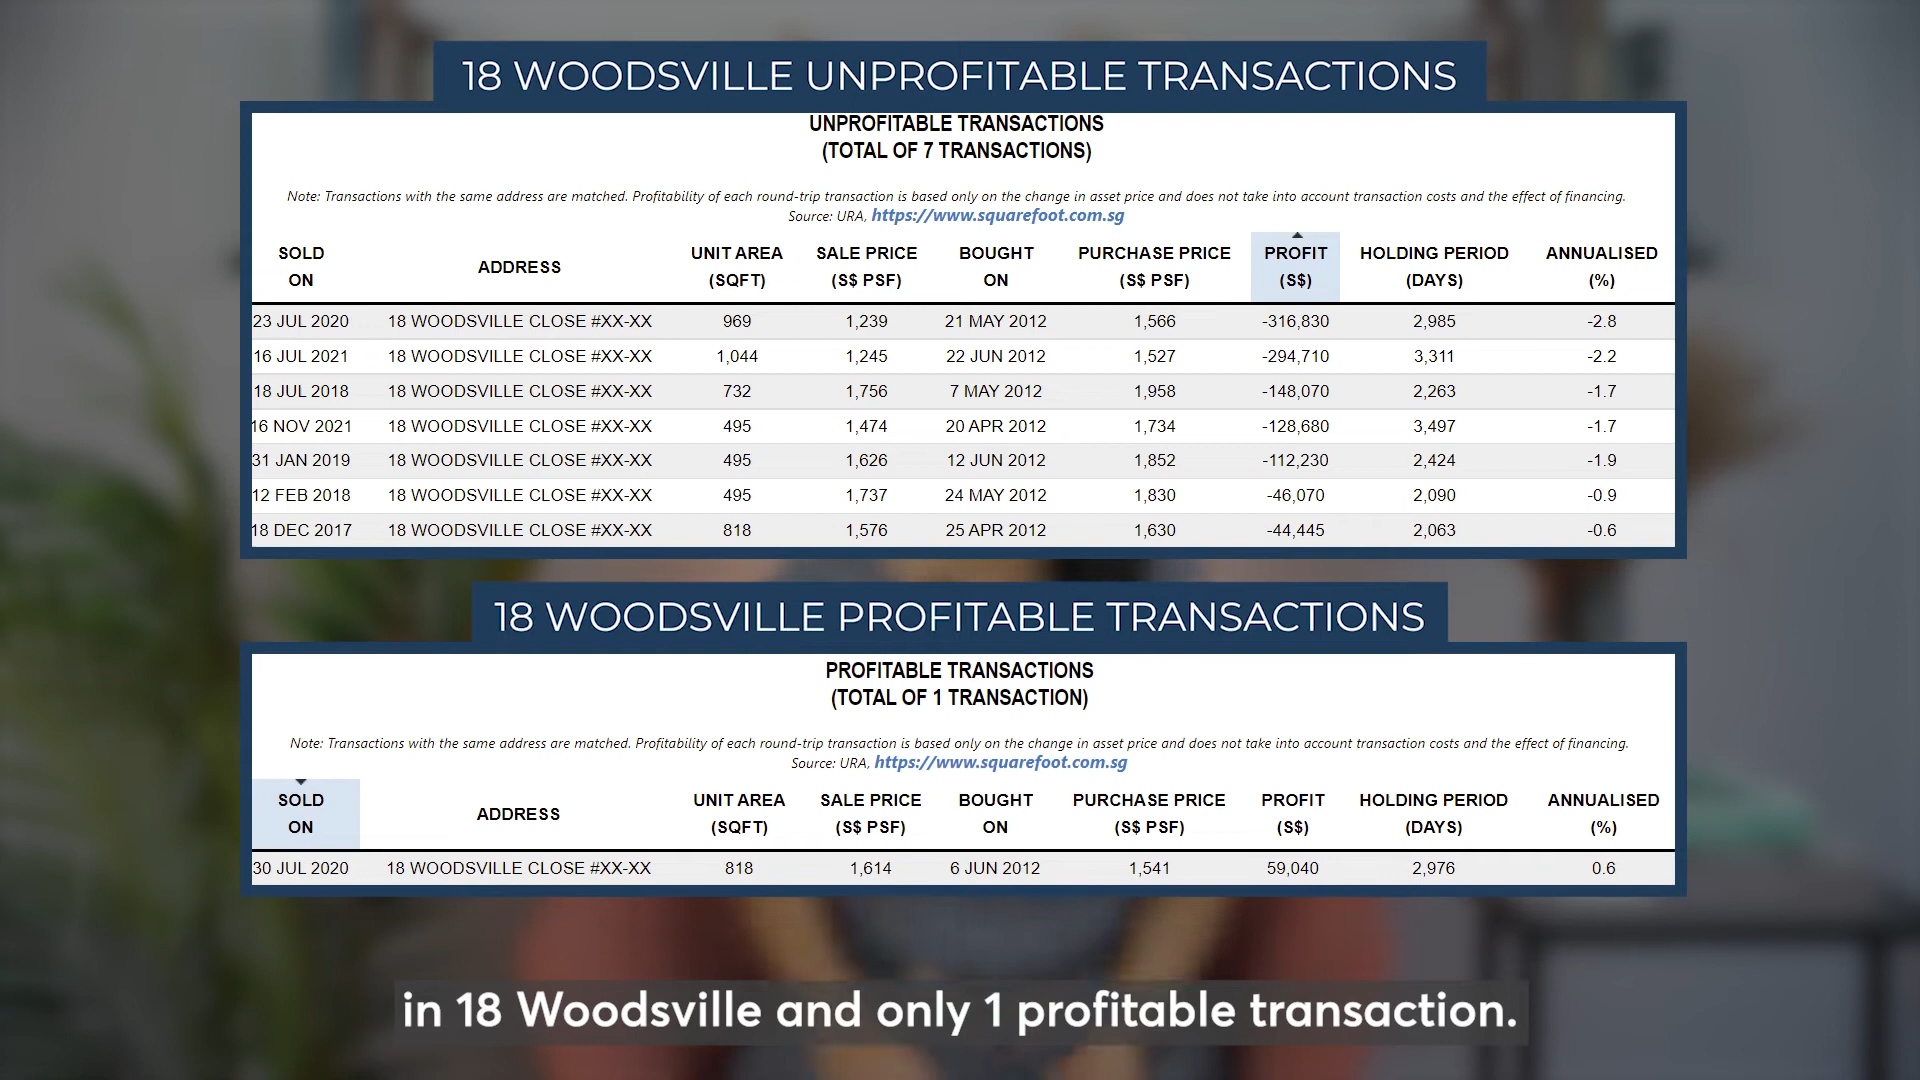 18 WOODSVILLE UNPROFITABLE TRANSACTIONS
UNPROFITABLE TRANSACTIONS
(TOTAL OF 7 TRANSACTIONS)
Note: Transactions with the same address are matched. Profitability of each round-trip transaction is based only on the change in asset price and does not take into account transaction costs and the effect of financing.
Source: URA, https://www.squarefoot.com.sg
SOLD ON ADDRESS UNIT AREA (SQFT) SALE PRICE (S$ PSF) BOUGHT ON PURCHASE PRICE (S$ PSF) PROFIT (S$) HOLDING PERIOD (DAYS) ANNUALISED (%)
23 JUL 2020 18 WOODSVILLE CLOSE #XX-XX 969 1,239 21 MAY 2012 1,566 -316,830 2,985 -2.8
16 JUL 2021 18 WOODSVILLE CLOSE #XX-XX 1,044 1,245 22 JUN 2012 1,527 -294,710 3,311 -2.2
18 JUL 2018 18 WOODSVILLE CLOSE #XX-XX 732 1,756 7 MAY 2012 1,958 -148,070 2,263 -1.7
16 NOV 2021 18 WOODSVILLE CLOSE #XX-XX 495 1,474 20 APR 2012 1,734 -128,680 3,497 -1.7
31 JAN 2019 18 WOODSVILLE CLOSE #XX-XX 495 1,626 12 JUN 2012 1,852 -112,230 2,424 -1.9
12 FEB 2018 18 WOODSVILLE CLOSE #XX-XX 495 1,737 24 MAY 2012 1,830 -46,070 2,090 -0.9
18 DEC 2017 18 WOODSVILLE CLOSE #XX-XX 818 1,576 25 APR 2012 1,630 -44,445 2,063 -0.6
18 WOODSVILLE PROFITABLE TRANSACTIONS
PROFITABLE TRANSACTIONS
(TOTAL OF 1 TRANSACTION)
Note: Transactions with the same address are matched. Profitability of each round-trip transaction is based only on the change in asset price and does not take into account transaction costs and the effect of financing.
Source: URA, https://www.squarefoot.com.sg
SOLD ON ADDRESS UNIT AREA (SQFT) SALE PRICE (S$ PSF) BOUGHT ON PURCHASE PRICE (S$ PSF) PROFIT (S$) HOLDING PERIOD (DAYS) ANNUALISED (%)
30 JUL 2020 18 WOODSVILLE CLOSE #XX-XX 818 1,614 6 JUN 2012 1,541 59,040 2,976 0.6
in 18 Woodsville and only 1 profitable transaction.